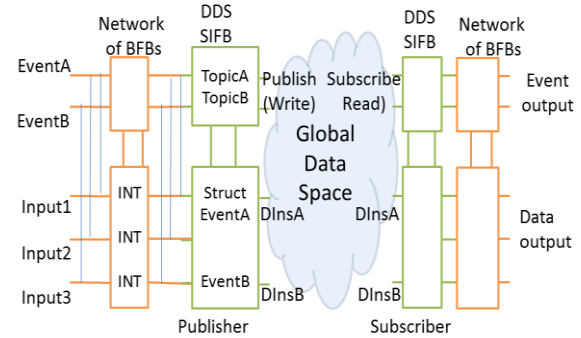 Network
of BFBs
DDS
SIFB
DDS
SIFB
Network
of BFBs
EventA
TopicA
Publish
Subscribe
Event
TopicB
(Write)
Read)
output
EventB
Global
Data
Space
INT
Struct
Input1
EventA
DInsA
DInsA
Data
output
INT
Input2
INT
EventB
Input3
DInsB
DInsB
Publisher
Subscriber